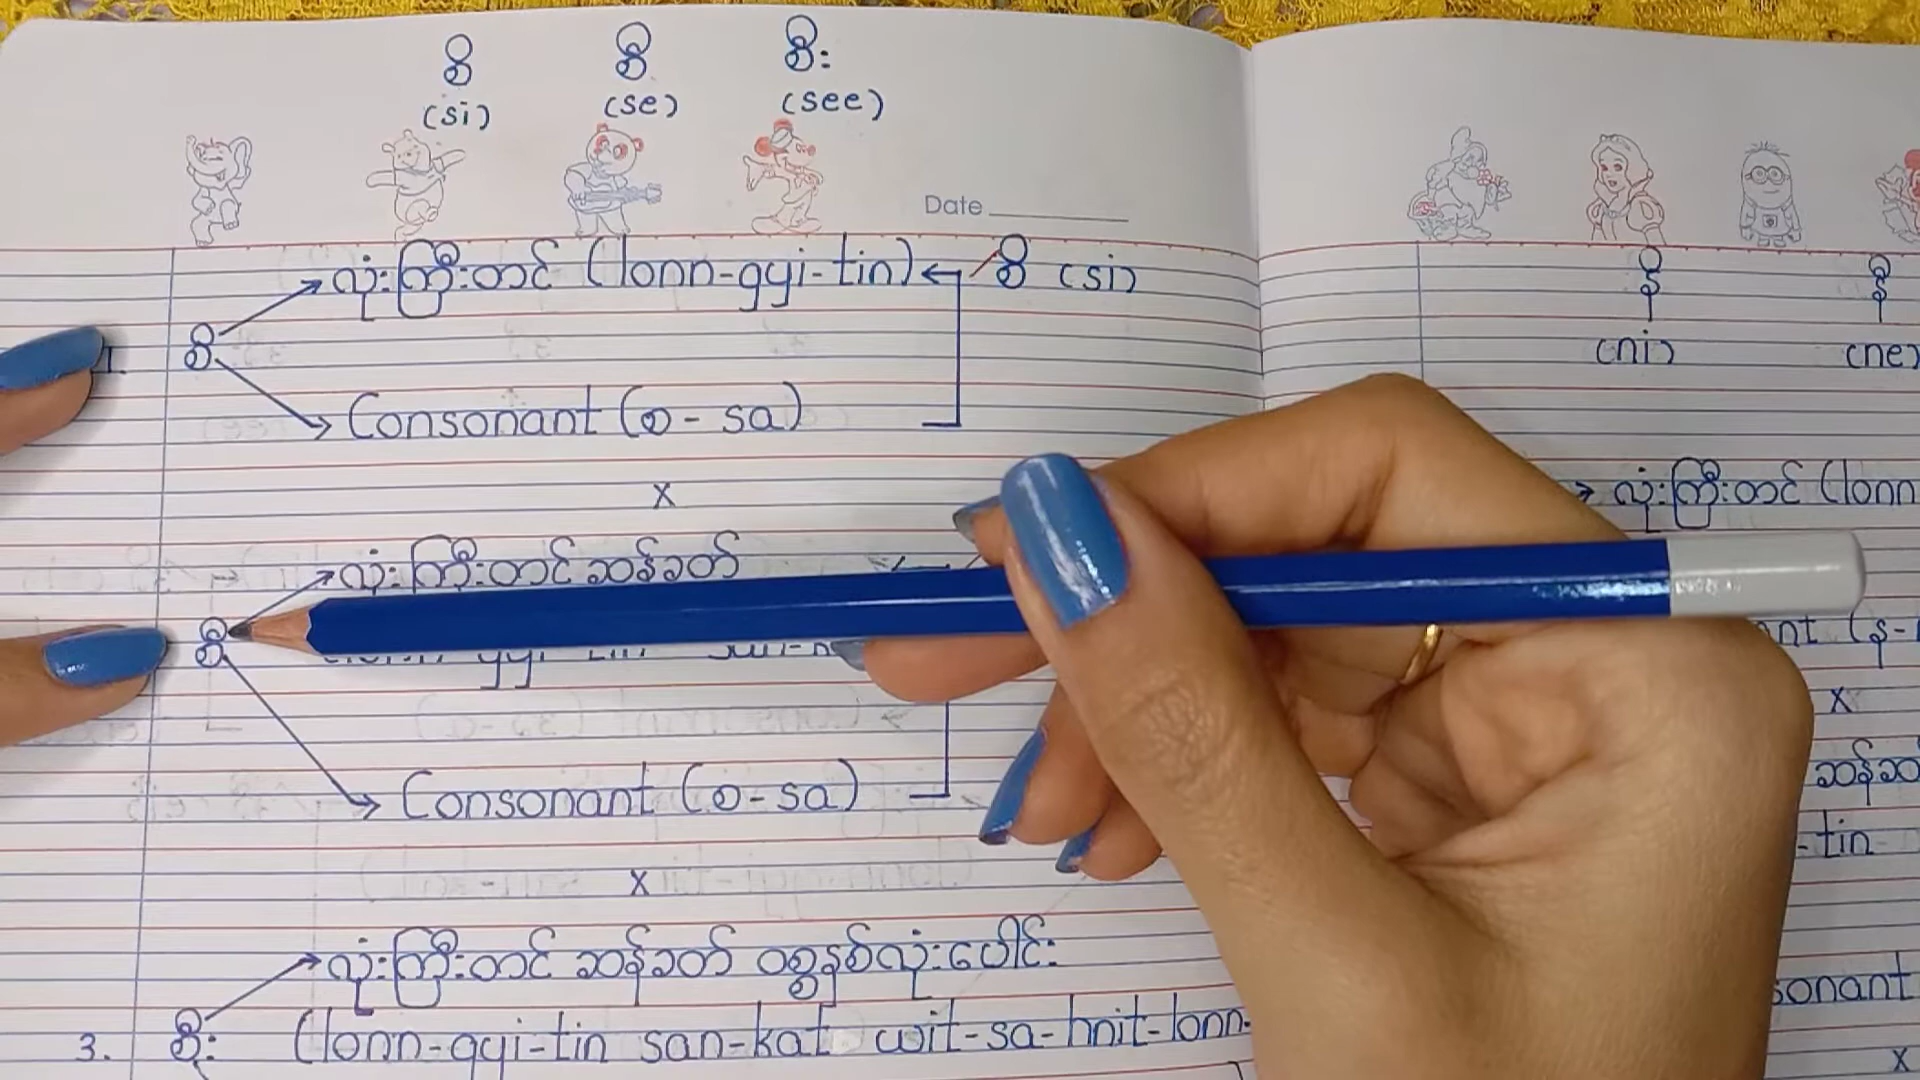 စိ စီ စီး
(si) (se) (see)
Date
လုံးကြီးတင် (lonn-gyi-tin) စိ (si)
1. စိ
Consonant (စ - sa)
x
လုံးကြီးတင် ဆန်ခတ်
စီ
Consonant (စ - sa)
x
လုံးကြီးတင် ဆန်ခတ် ဝစ္စနှစ်လုံးပေါင်း
3. စီး (lonn-gyi-tin san-kat wit-sa-hnit-lonn-
နိ နီ
(ni) (ne)
လုံးကြီးတင် (lonn
x
ဆန်ခတ်
-tin
x